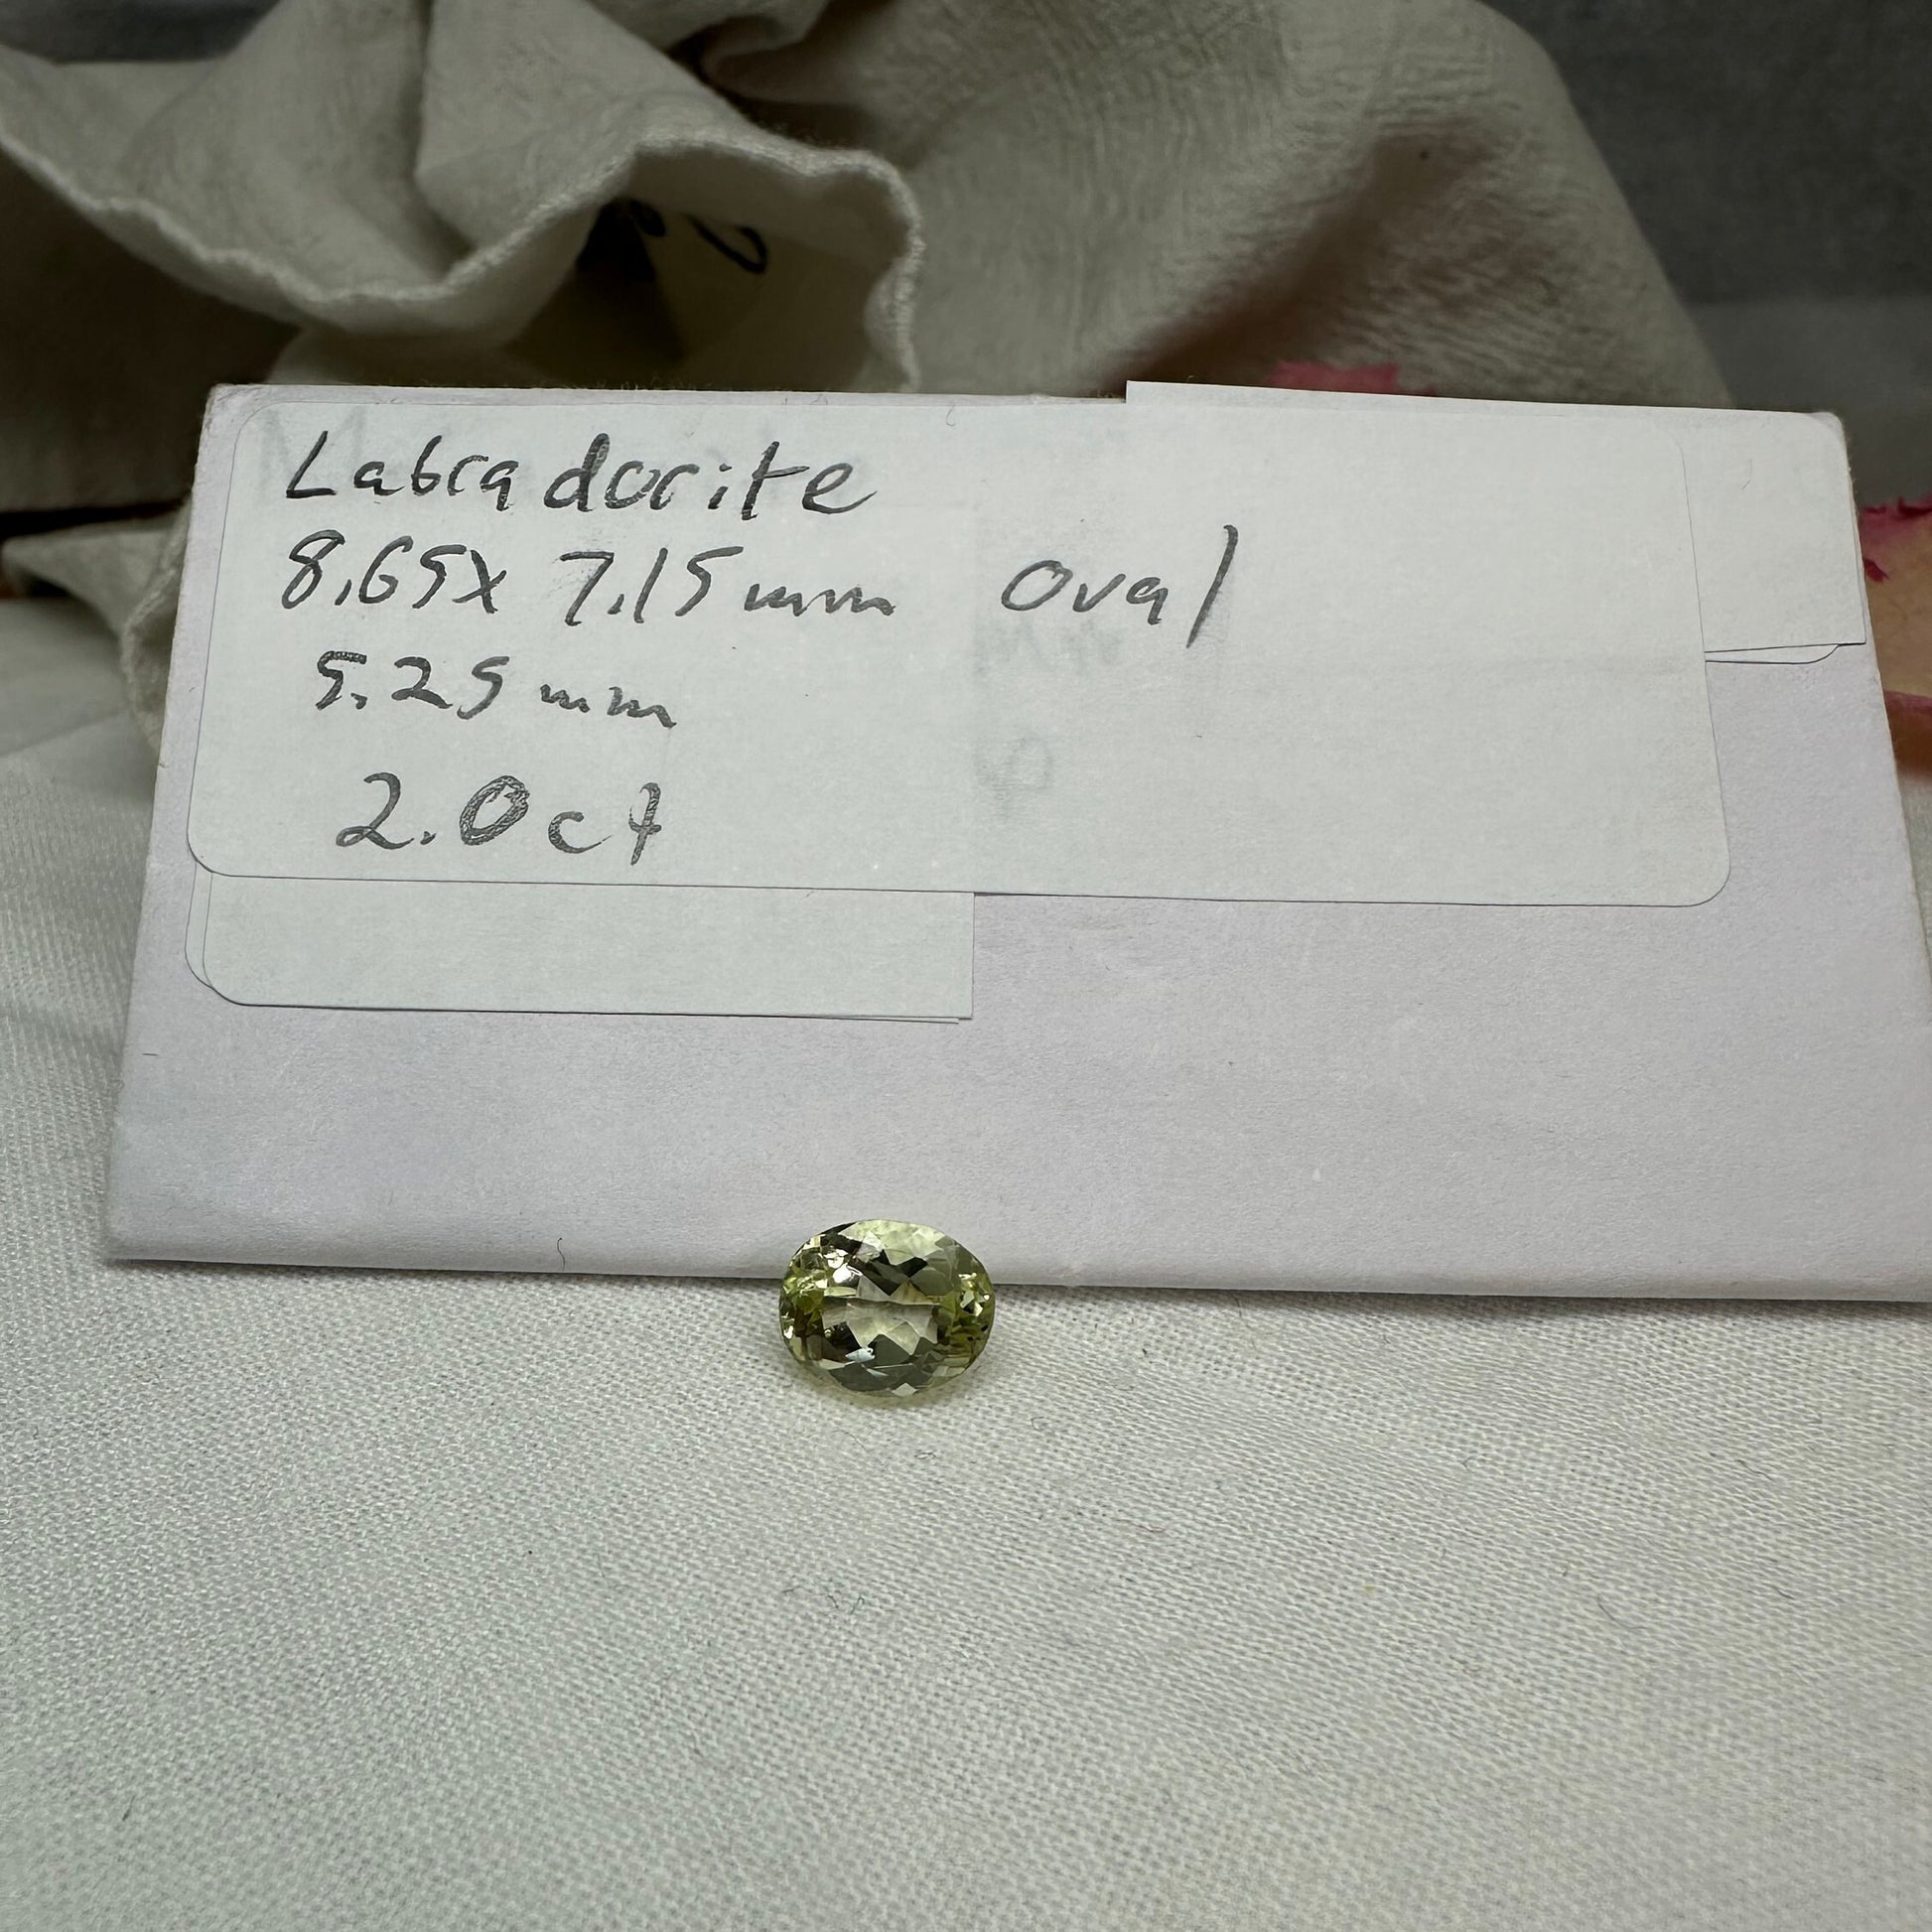 Labradorite
8.65x 7.15mm Oval
5.25mm
2.0ct